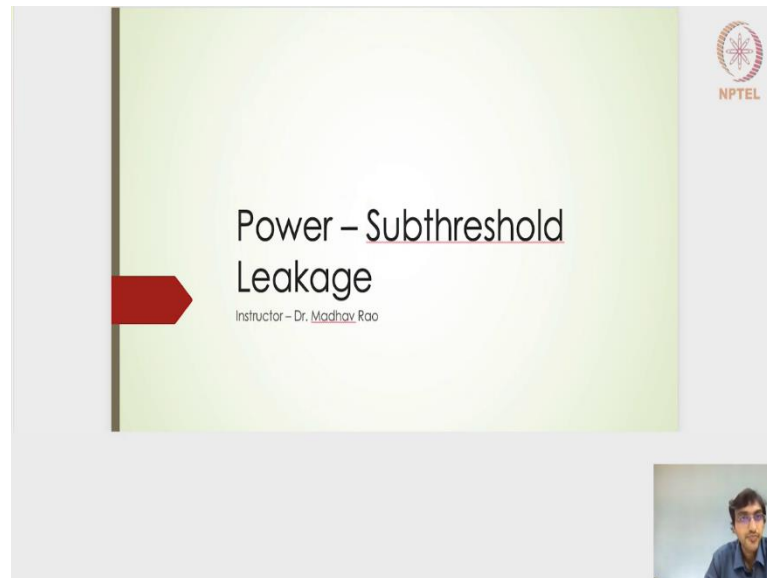 NPTEL
Power – Subthreshold
Leakage
Instructor – Dr. Madhav Rao